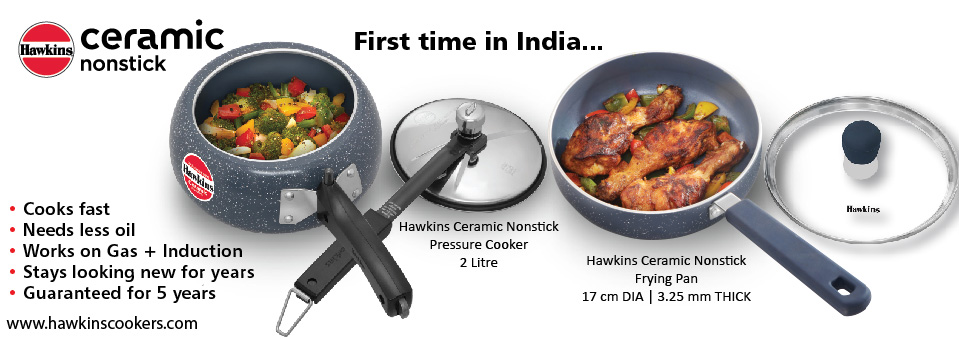 Hawkins
ceramic
nonstick
First time in India...
Hawkins
Hawkins Ceramic Nonstick
Pressure Cooker
2 Litre
Hawkins
Hawkins Ceramic Nonstick
Frying Pan
17 cm DIA | 3.25 mm THICK
• Cooks fast
• Needs less oil
• Works on Gas + Induction
• Stays looking new for years
• Guaranteed for 5 years
www.hawkinscookers.com